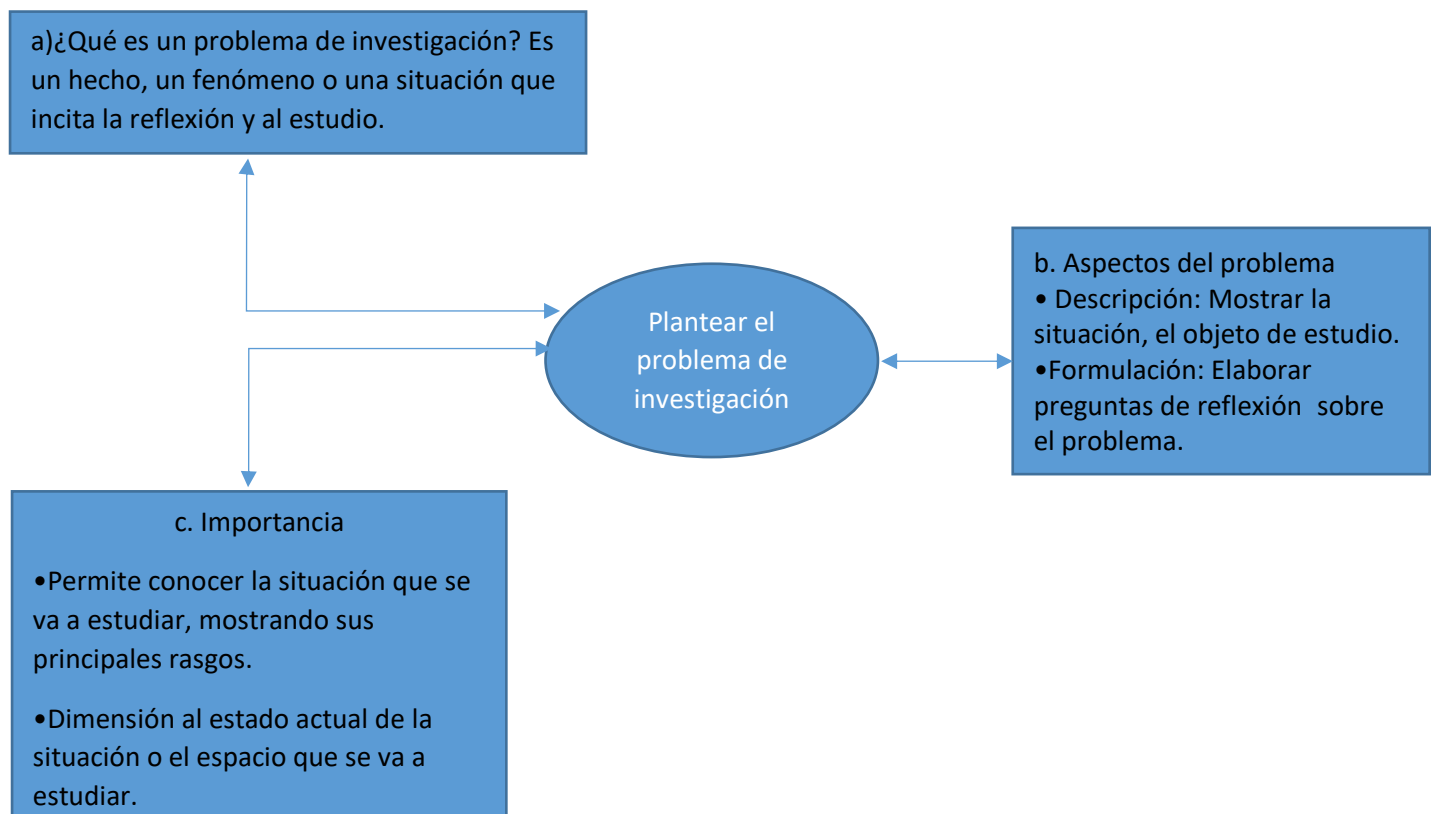 a)¿Qué es un problema de investigación? Es
un hecho, un fenómeno o una situación que
incita la reflexión y al estudio.
Plantear el
problema de
investigación
b. Aspectos del problema
• Descripción: Mostrar la
situación, el objeto de estudio.
•Formulación: Elaborar
preguntas de reflexión sobre
el problema.
c. Importancia
•Permite conocer la situación que se
va a estudiar, mostrando sus
principales rasgos.
•Dimensión al estado actual de la
situación o el espacio que se va a
estudiar.